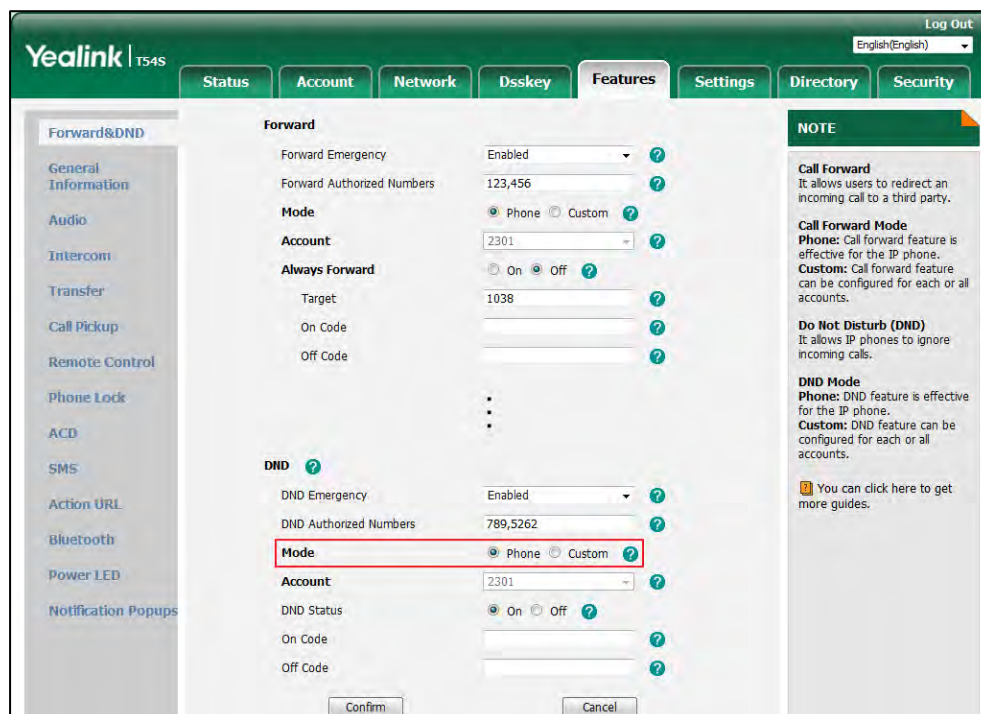 Log Out
Yealink T54S
English(English)
Status Account Network Dsskey Features Settings Directory Security
Forward&DND
General
Information
Audio
Intercom
Transfer
Call Pickup
Remote Control
Phone Lock
ACD
SMS
Action URL
Bluetooth
Power LED
Notification Popups
Forward
Forward Emergency Enabled ?
Forward Authorized Numbers 123,456 ?
Mode Phone Custom ?
Account 2301 ?
Always Forward On Off ?
Target 1038 ?
On Code ?
Off Code ?
DND ?
DND Emergency Enabled ?
DND Authorized Numbers 789,5262 ?
Mode Phone Custom ?
Account 2301 ?
DND Status On Off ?
On Code ?
Off Code ?
Confirm Cancel
NOTE
Call Forward
It allows users to redirect an
incoming call to a third party.
Call Forward Mode
Phone: Call forward feature is
effective for the IP phone.
Custom: Call forward feature
can be configured for each or all
accounts.
Do Not Disturb (DND)
It allows IP phones to ignore
incoming calls.
DND Mode
Phone: DND feature is effective
for the IP phone.
Custom: DND feature can be
configured for each or all
accounts.
? You can click here to get
more guides.